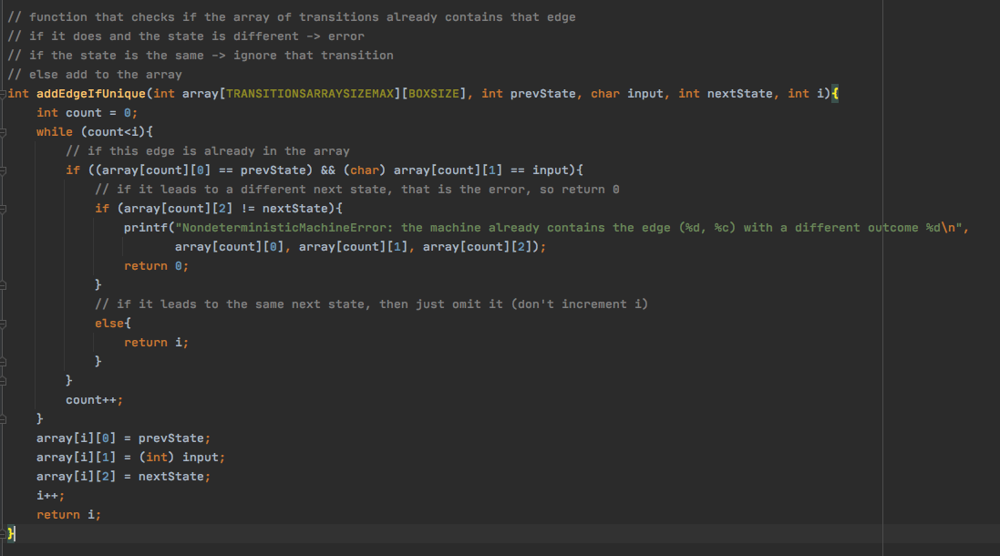 // function that checks if the array of transitions already contains that edge
// if it does and the state is different -> error
// if the state is the same -> ignore that transition
// else add to the array
int addEdgeIfUnique(int array[TRANSITIONSARRAYSIZEMAX][BOXSIZE], int prevState, char input, int nextState, int i){
    int count = 0;
    while (count<i){
        // if this edge is already in the array
        if ((array[count][0] == prevState) && (char) array[count][1] == input){
            // if it leads to a different next state, that is the error, so return 0
            if (array[count][2] != nextState){
                printf("NondeterministicMachineError: the machine already contains the edge (%d, %c) with a different outcome %d\n",
                       array[count][0], array[count][1], array[count][2]);
                return 0;
            }
            // if it leads to the same next state, then just omit it (don't increment i)
            else{
                return i;
            }
        }
        count++;
    }
    array[i][0] = prevState;
    array[i][1] = (int) input;
    array[i][2] = nextState;
    i++;
    return i;
}